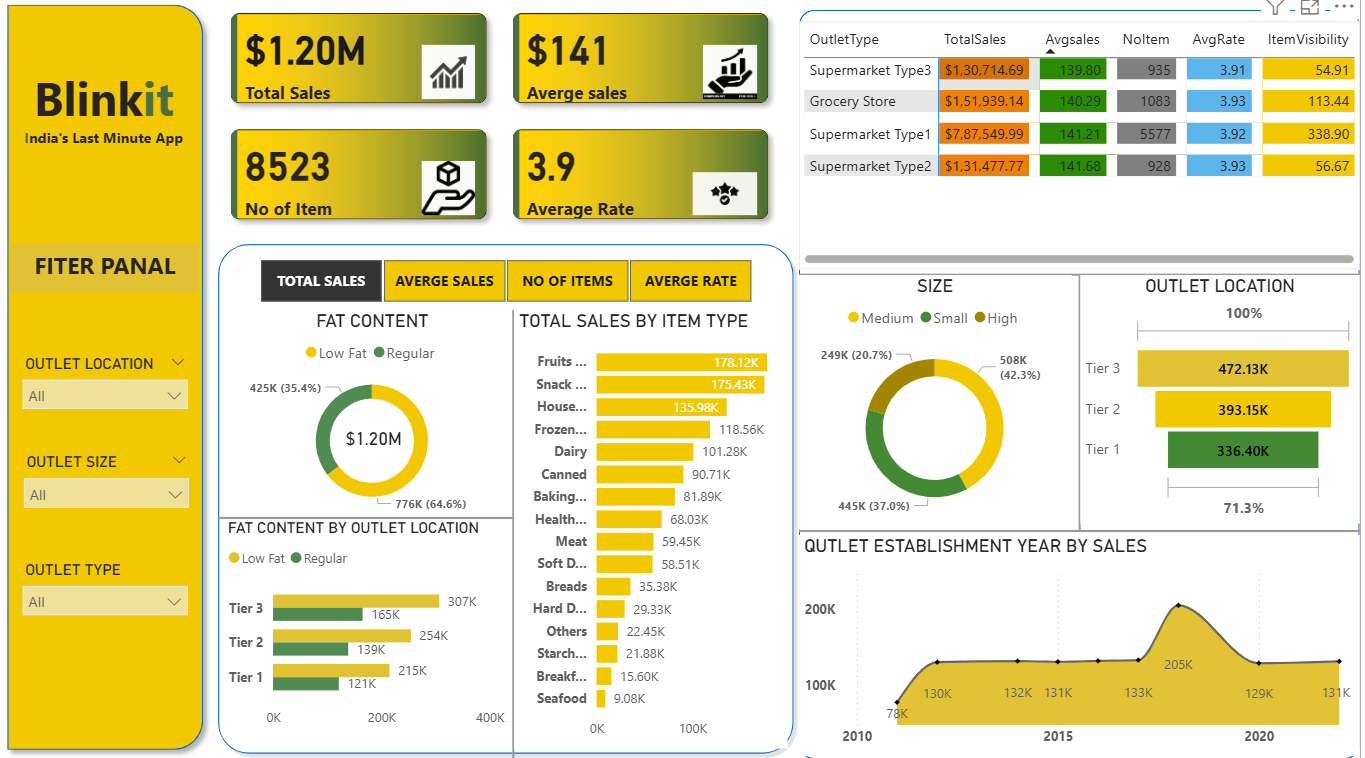 Blinkit
India's Last Minute App
FITER PANAL
OUTLET LOCATION
All
OUTLET SIZE
All
OUTLET TYPE
All
$1.20M
Total Sales
$141
Averge sales
8523
No of Item
3.9
Average Rate
TOTAL SALES AVERGE SALES NO OF ITEMS AVERGE RATE
FAT CONTENT
Low Fat Regular
425K (35.4%)
$1.20M
776K (64.6%)
FAT CONTENT BY OUTLET LOCATION
Low Fat Regular
Tier 3 307K
165K
Tier 2 254K
139K
Tier 1 215K
121K
0K 200K 400K
TOTAL SALES BY ITEM TYPE
Fruits ... 178.12K
Snack ... 175.43K
House... 135.98K
Frozen... 118.56K
Dairy 101.28K
Canned 90.71K
Baking... 81.89K
Health... 68.03K
Meat 59.45K
Soft D... 58.51K
Breads 35.38K
Hard D... 29.33K
Others 22.45K
Starch... 21.88K
Breakf... 15.60K
Seafood 9.08K
0K 100K
OutletType TotalSales Avgsales NoItem AvgRate ItemVisibility
Supermarket Type3 $1,30,714.69 139.80 935 3.91 54.91
Grocery Store $1,51,939.14 140.29 1083 3.93 113.44
Supermarket Type1 $7,87,549.99 141.21 5577 3.92 338.90
Supermarket Type2 $1,31,477.77 141.68 928 3.93 56.67
SIZE
Medium Small High
249K (20.7%)
508K
(42.3%)
445K (37.0%)
OUTLET LOCATION
100%
Tier 3 472.13K
Tier 2 393.15K
Tier 1 336.40K
71.3%
QUTLET ESTABLISHMENT YEAR BY SALES
200K
100K
78K 130K 132K 131K 133K 205K 129K 131K
2010 2015 2020